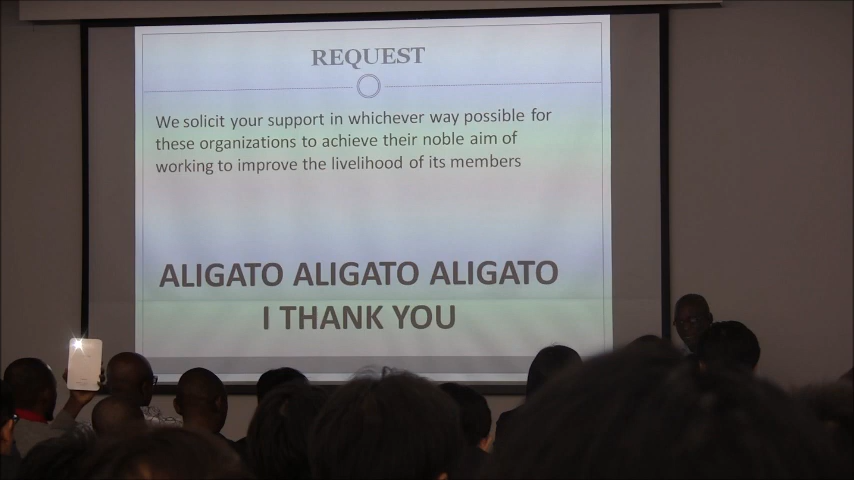 REQUEST
We solicit your support in whichever way possible for
these organizations to achieve their noble aim of
working to improve the livelihood of its members
ALIGATO ALIGATO ALIGATO
I THANK YOU